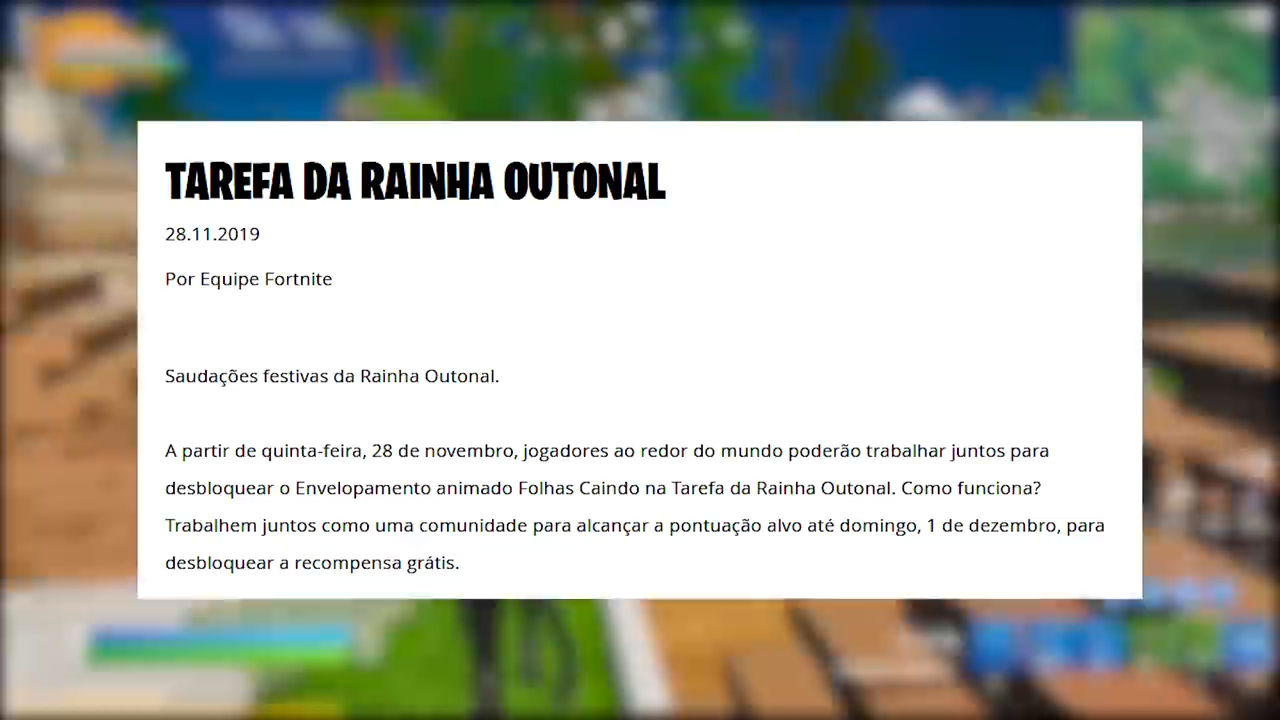 TAREFA DA RAINHA OUTONAL
28.11.2019
Por Equipe Fortnite
Saudações festivas da Rainha Outonal.
A partir de quinta-feira, 28 de novembro, jogadores ao redor do mundo poderão trabalhar juntos para
desbloquear o Envelopamento animado Folhas Caindo na Tarefa da Rainha Outonal. Como funciona?
Trabalhem juntos como uma comunidade para alcançar a pontuação alvo até domingo, 1 de dezembro, para
desbloquear a recompensa grátis.